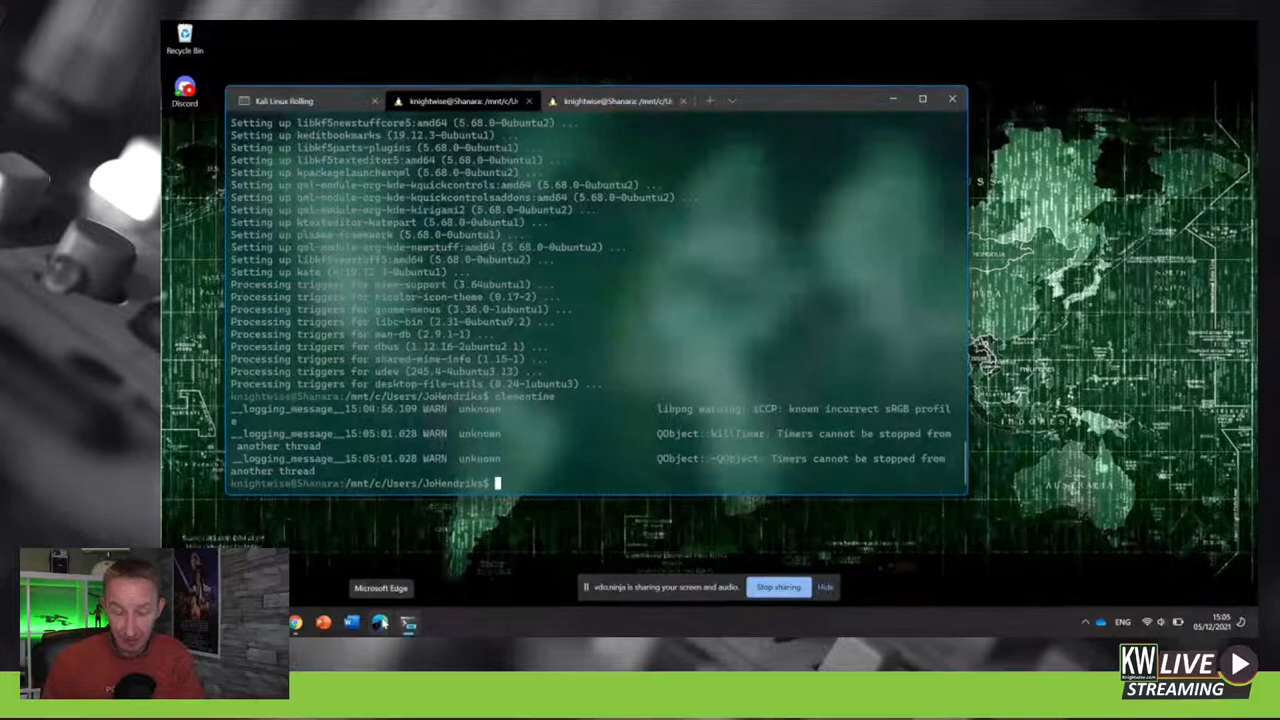 Recycle Bin
Discord
Kali Linux Rolling
knightwise@Shanara: /mnt/c/Us
knightwise@Shanara: /mnt/c/Us
Setting up libkf5newstuffcore5:amd64 (5.68.0-0ubuntu2) ...
Setting up keditbookmarks (19.12.3-0ubuntu1) ...
Setting up libkf5parts-plugins (5.68.0-0ubuntu1) ...
Setting up libkf5texteditor5:amd64 (5.68.0-0ubuntu1) ...
Setting up kpackagelauncherqml (5.68.0-0ubuntu2) ...
Setting up qml-module-org-kde-kquickcontrols:amd64 (5.68.0-0ubuntu2) ...
Setting up qml-module-org-kde-kquickcontrolsaddons:amd64 (5.68.0-0ubuntu2) ...
Setting up qml-module-org-kde-kirigami2 (5.68.0-0ubuntu2) ...
Setting up ktexteditor-katepart (5.68.0-0ubuntu1) ...
Setting up plasma-framework (5.68.0-0ubuntu1) ...
Setting up qml-module-org-kde-newstuff:amd64 (5.68.0-0ubuntu2) ...
Setting up libkf5newstuff5:amd64 (5.68.0-0ubuntu2) ...
Setting up kate
Processing triggers for mime-support (3.64ubuntu1) ...
Processing triggers for hicolor-icon-theme (0.17-2) ...
Processing triggers for gnome-menus (3.36.0-1ubuntu1) ...
Processing triggers for libc-bin (2.31-0ubuntu9.2) ...
Processing triggers for man-db (2.9.1-1) ...
Processing triggers for dbus (1.12.16-2ubuntu2.1) ...
Processing triggers for shared-mime-info (1.15-1) ...
Processing triggers for udev (245.4-4ubuntu3.13) ...
Processing triggers for desktop-file-utils (0.24-1ubuntu3) ...
knightwise@Shanara:/mnt/c/Users/JoHendriks$ clementine
__logging_message__15:04:56.109 WARN unknown libpng warning: iCCP: known incorrect sRGB profil
e
__logging_message__15:05:01.028 WARN unknown QObject::killTimer: Timers cannot be stopped from
another thread
__logging_message__15:05:01.028 WARN unknown QObject::~QObject: Timers cannot be stopped from
another thread
knightwise@Shanara:/mnt/c/Users/JoHendriks$
MONGOLIA
INDONESIA
AUSTRALIA
Microsoft Edge
vdo.ninja is sharing your screen and audio.
Stop sharing
Hide
ENG
15:05
05/12/2021
KW LIVE
Knightwise.com
STREAMING